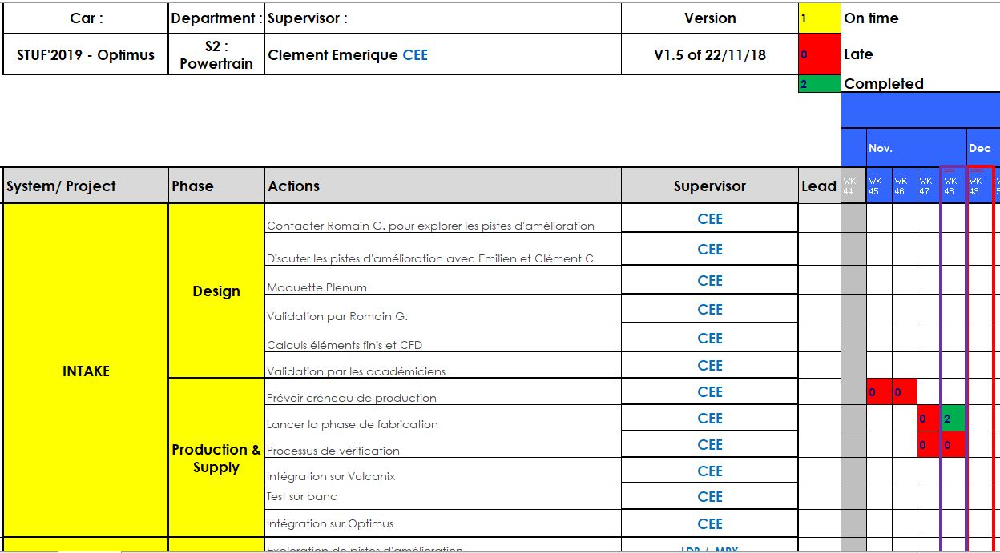 Car :
Department :
Supervisor :
Version
1
On time
STUF'2019 - Optimus
S2 :
Powertrain
Clement Emerique CEE
V1.5 of 22/11/18
0
Late
2
Completed
Nov.
Dec
System/ Project
Phase
Actions
Supervisor
Lead
WK
44
WK
45
WK
46
WK
47
WK
48
WK
49
INTAKE
Design
Contacter Romain G. pour explorer les pistes d'amélioration
CEE
Discuter les pistes d'amélioration avec Emilien et Clément C
CEE
Maquette Plenum
CEE
Validation par Romain G.
CEE
Calculs éléments finis et CFD
CEE
Validation par les académiciens
CEE
Production &
Supply
Prévoir créneau de production
CEE
0
0
Lancer la phase de fabrication
CEE
0
2
Processus de vérification
CEE
0
0
Intégration sur Vulcanix
CEE
Test sur banc
CEE
Intégration sur Optimus
CEE
Exploration de pistes d'amélioration
LDB / MBY